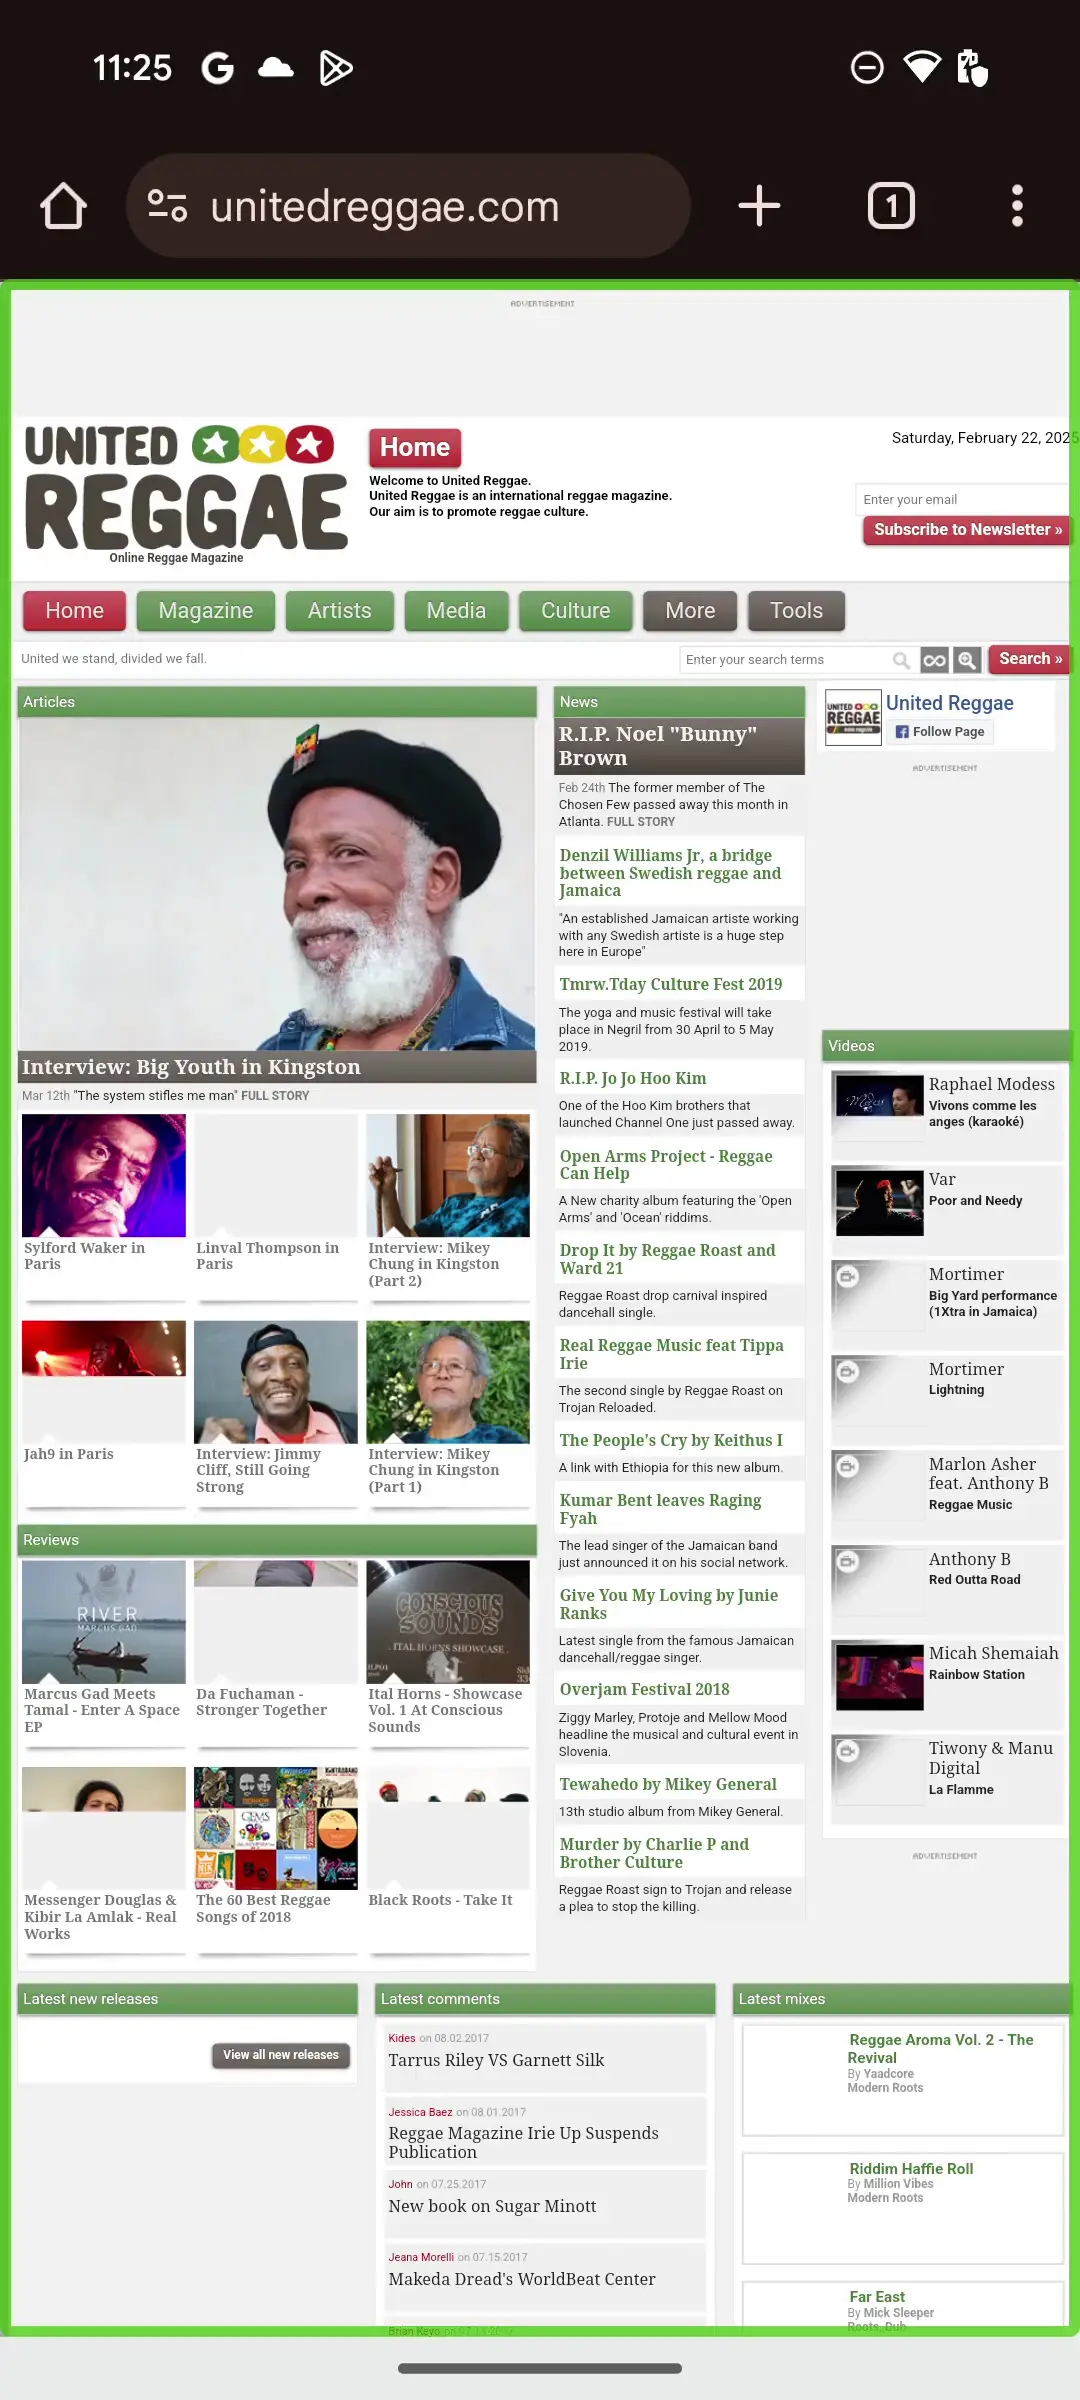 11:25
unitedreggae.com
1
ADVERTISEMENT
UNITED
REGGAE
Online Reggae Magazine
Home
Welcome to United Reggae.
United Reggae is an international reggae magazine.
Our aim is to promote reggae culture.
Saturday, February 22, 2025
Enter your email
Subscribe to Newsletter »
Home
Magazine
Artists
Media
Culture
More
Tools
United we stand, divided we fall.
Enter your search terms
Search »
Articles
Interview: Big Youth in Kingston
Mar 12th "The system stifles me man" FULL STORY
Sylford Waker in
Paris
Linval Thompson in
Paris
Interview: Mikey
Chung in Kingston
(Part 2)
Jah9 in Paris
Interview: Jimmy
Cliff, Still Going
Strong
Interview: Mikey
Chung in Kingston
(Part 1)
Reviews
RIVER
MARCUS GAD
CONSCIOUS
SOUNDS
ITAL HORNS SHOWCASE
Marcus Gad Meets
Tamal - Enter A Space
EP
Da Fuchaman -
Stronger Together
Ital Horns - Showcase
Vol. 1 At Conscious
Sounds
GEMS
Messenger Douglas &
Kibir La Amlak - Real
Works
The 60 Best Reggae
Songs of 2018
Black Roots - Take It
News
R.I.P. Noel "Bunny"
Brown
Feb 24th The former member of The
Chosen Few passed away this month in
Atlanta. FULL STORY
Denzil Williams Jr, a bridge
between Swedish reggae and
Jamaica
"An established Jamaican artiste working
with any Swedish artiste is a huge step
here in Europe"
Tmrw.Tday Culture Fest 2019
The yoga and music festival will take
place in Negril from 30 April to 5 May
2019.
R.I.P. Jo Jo Hoo Kim
One of the Hoo Kim brothers that
launched Channel One just passed away.
Open Arms Project - Reggae
Can Help
A New charity album featuring the 'Open
Arms' and 'Ocean' riddims.
Drop It by Reggae Roast and
Ward 21
Reggae Roast drop carnival inspired
dancehall single.
Real Reggae Music feat Tippa
Irie
The second single by Reggae Roast on
Trojan Reloaded.
The People's Cry by Keithus I
A link with Ethiopia for this new album.
Kumar Bent leaves Raging
Fyah
The lead singer of the Jamaican band
just announced it on his social network.
Give You My Loving by Junie
Ranks
Latest single from the famous Jamaican
dancehall/reggae singer.
Overjam Festival 2018
Ziggy Marley, Protoje and Mellow Mood
headline the musical and cultural event in
Slovenia.
Tewahedo by Mikey General
13th studio album from Mikey General.
Murder by Charlie P and
Brother Culture
Reggae Roast sign to Trojan and release
a plea to stop the killing.
UNITED
REGGAE
United Reggae
Follow Page
ADVERTISEMENT
Videos
Raphael Modess
Vivons comme les
anges (karaoké)
Var
Poor and Needy
Mortimer
Big Yard performance
(1Xtra in Jamaica)
Mortimer
Lightning
Marlon Asher
feat. Anthony B
Reggae Music
Anthony B
Red Outta Road
Micah Shemaiah
Rainbow Station
Tiwony & Manu
Digital
La Flamme
ADVERTISEMENT
Latest new releases
View all new releases
Latest comments
Kides on 08.02.2017
Tarrus Riley VS Garnett Silk
Jessica Baez on 08.01.2017
Reggae Magazine Irie Up Suspends
Publication
John on 07.25.2017
New book on Sugar Minott
Jeana Morelli on 07.15.2017
Makeda Dread's WorldBeat Center
Brian Keyo on
Latest mixes
Reggae Aroma Vol. 2 - The
Revival
By Yaadcore
Modern Roots
Riddim Haffie Roll
By Million Vibes
Modern Roots
Far East
By Mick Sleeper
Roots, Dub